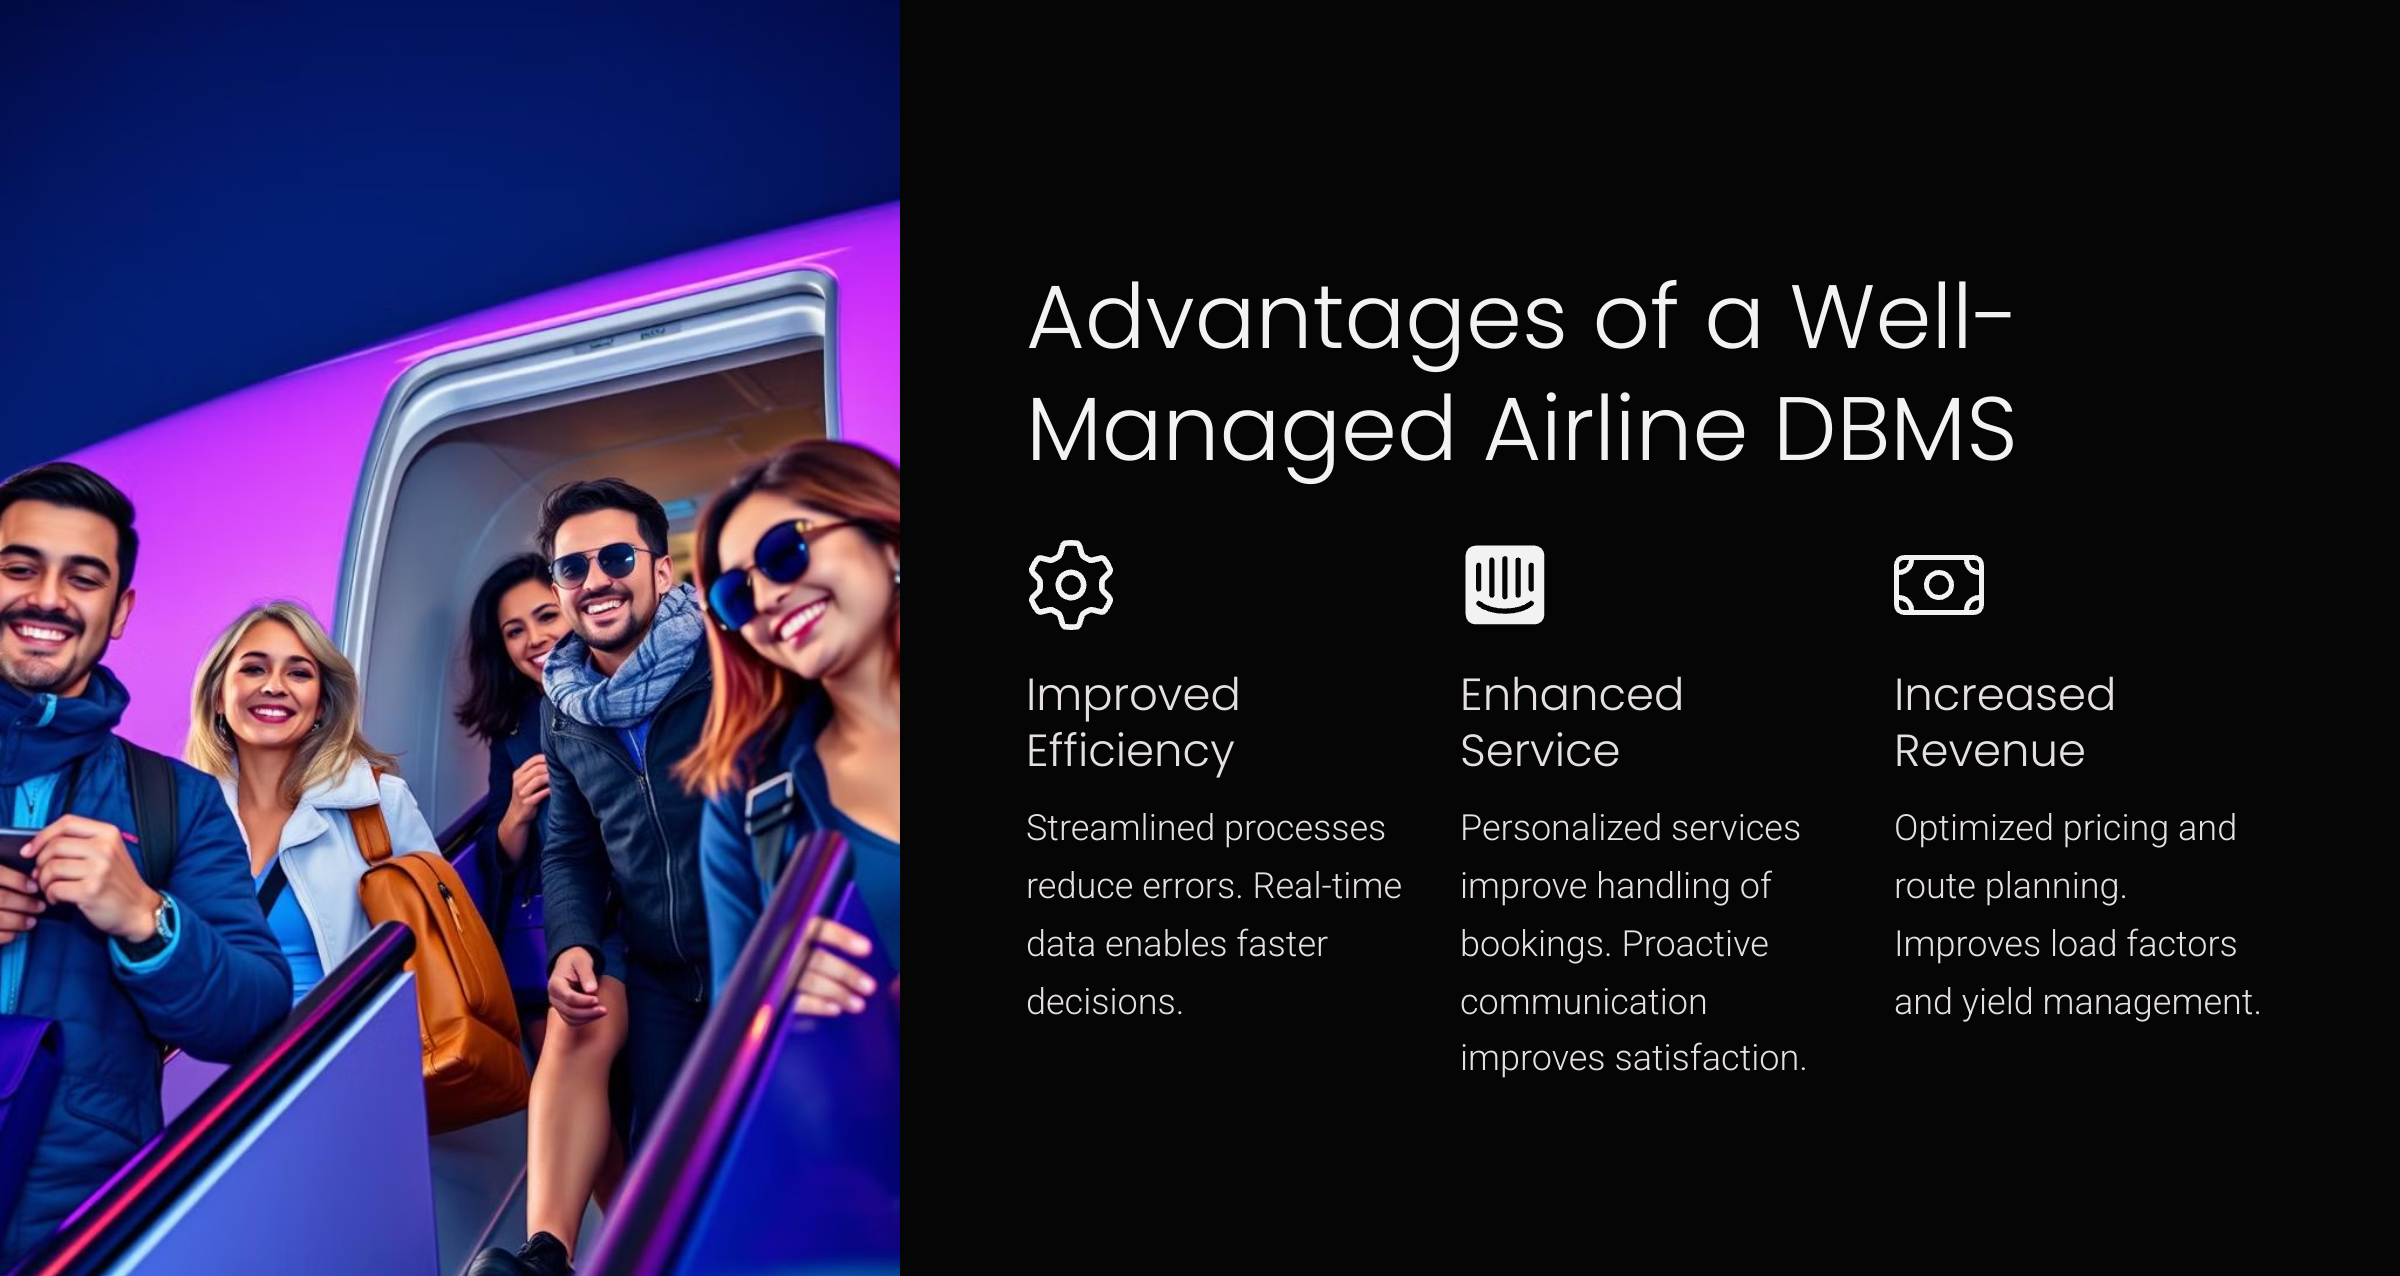 Advantages of a Well-
Managed Airline DBMS
Improved
Efficiency
Streamlined processes
reduce errors. Real-time
data enables faster
decisions.
Enhanced
Service
Personalized services
improve handling of
bookings. Proactive
communication
improves satisfaction.
Increased
Revenue
Optimized pricing and
route planning.
Improves load factors
and yield management.